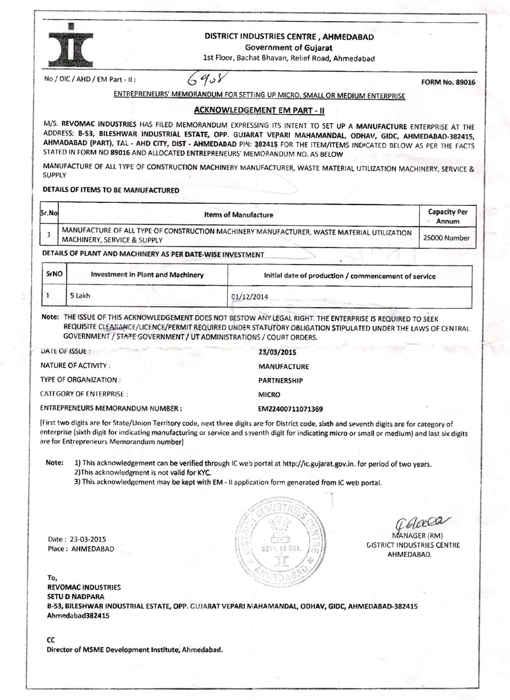 DISTRICT INDUSTRIES CENTRE , AHMEDABAD
Government of Gujarat
1st Floor, Bachat Bhavan, Relief Road, Ahmedabad
No / DIC / AHD / EM Part - II : 6908
FORM No. 89016
ENTREPRENEURS' MEMORANDUM FOR SETTING UP MICRO, SMALL OR MEDIUM ENTERPRISE
ACKNOWLEDGEMENT EM PART - II
M/S. REVOMAC INDUSTRIES HAS FILED MEMORANDUM EXPRESSING ITS INTENT TO SET UP A MANUFACTURE ENTERPRISE AT THE
ADDRESS: B-53, BILESHWAR INDUSTRIAL ESTATE, OPP. GUJARAT VEPARI MAHAMANDAL, ODHAV, GIDC, AHMEDABAD-382415,
AHMADABAD (PART), TAL - AHD CITY, DIST - AHMEDABAD PIN: 382415 FOR THE ITEM/ITEMS INDICATED BELOW AS PER THE FACTS
STATED IN FORM NO 89016 AND ALLOCATED ENTREPRENEURS' MEMORANDUM NO. AS BELOW
MANUFACTURE OF ALL TYPE OF CONSTRUCTION MACHINERY MANUFACTURER, WASTE MATERIAL UTILIZATION MACHINERY, SERVICE &
SUPPLY
DETAILS OF ITEMS TO BE MANUFACTURED
Sr.No Items of Manufacture Capacity Per
Annum
1 MANUFACTURE OF ALL TYPE OF CONSTRUCTION MACHINERY MANUFACTURER, WASTE MATERIAL UTILIZATION
MACHINERY, SERVICE & SUPPLY 25000 Number
DETAILS OF PLANT AND MACHINERY AS PER DATE-WISE INVESTMENT
SrNO Investment in Plant and Machinery Initial date of production / commencement of service
1 5 Lakh 01/12/2014
Note: THE ISSUE OF THIS ACKNOWLEDGEMENT DOES NOT BESTOW ANY LEGAL RIGHT. THE ENTERPRISE IS REQUIRED TO SEEK
REQUISITE CLEARANCE/LICENCE/PERMIT REQUIRED UNDER STATUTORY OBLIGATION STIPULATED UNDER THE LAWS OF CENTRAL
GOVERNMENT / STATE GOVERNMENT / UT ADMINISTRATIONS / COURT ORDERS.
DATE OF ISSUE : 23/03/2015
NATURE OF ACTIVITY : MANUFACTURE
TYPE OF ORGANIZATION : PARTNERSHIP
CATEGORY OF ENTERPRISE : MICRO
ENTREPRENEURS MEMORANDUM NUMBER : EM22400711071369
[First two digits are for State/Union Territory code, next three digits are for District code, sixth and seventh digits are for category of
enterprise (sixth digit for indicating manufacturing or service and seventh digit for indicating micro or small or medium) and last six digits
are for Entrepreneurs Memorandum number]
Note: 1) This acknowledgement can be verified through IC web portal at http://ic.gujarat.gov.in. for period of two years.
2)This acknowledgment is not valid for KYC.
3) This acknowledgement may be kept with EM - II application form generated from IC web portal.
DISTRICT INDUSTRIES CENTRE
GOVT. OF GUJ.
AHMEDABAD
Date : 23-03-2015
Place : AHMEDABAD
MANAGER (RM)
DISTRICT INDUSTRIES CENTRE
AHMEDABAD.
To,
REVOMAC INDUSTRIES
SETU D NADPARA
B-53, BILESHWAR INDUSTRIAL ESTATE, OPP. GUJARAT VEPARI MAHAMANDAL, ODHAV, GIDC, AHMEDABAD-382415
Ahmedabad382415
CC
Director of MSME Development Institute, Ahmedabad.